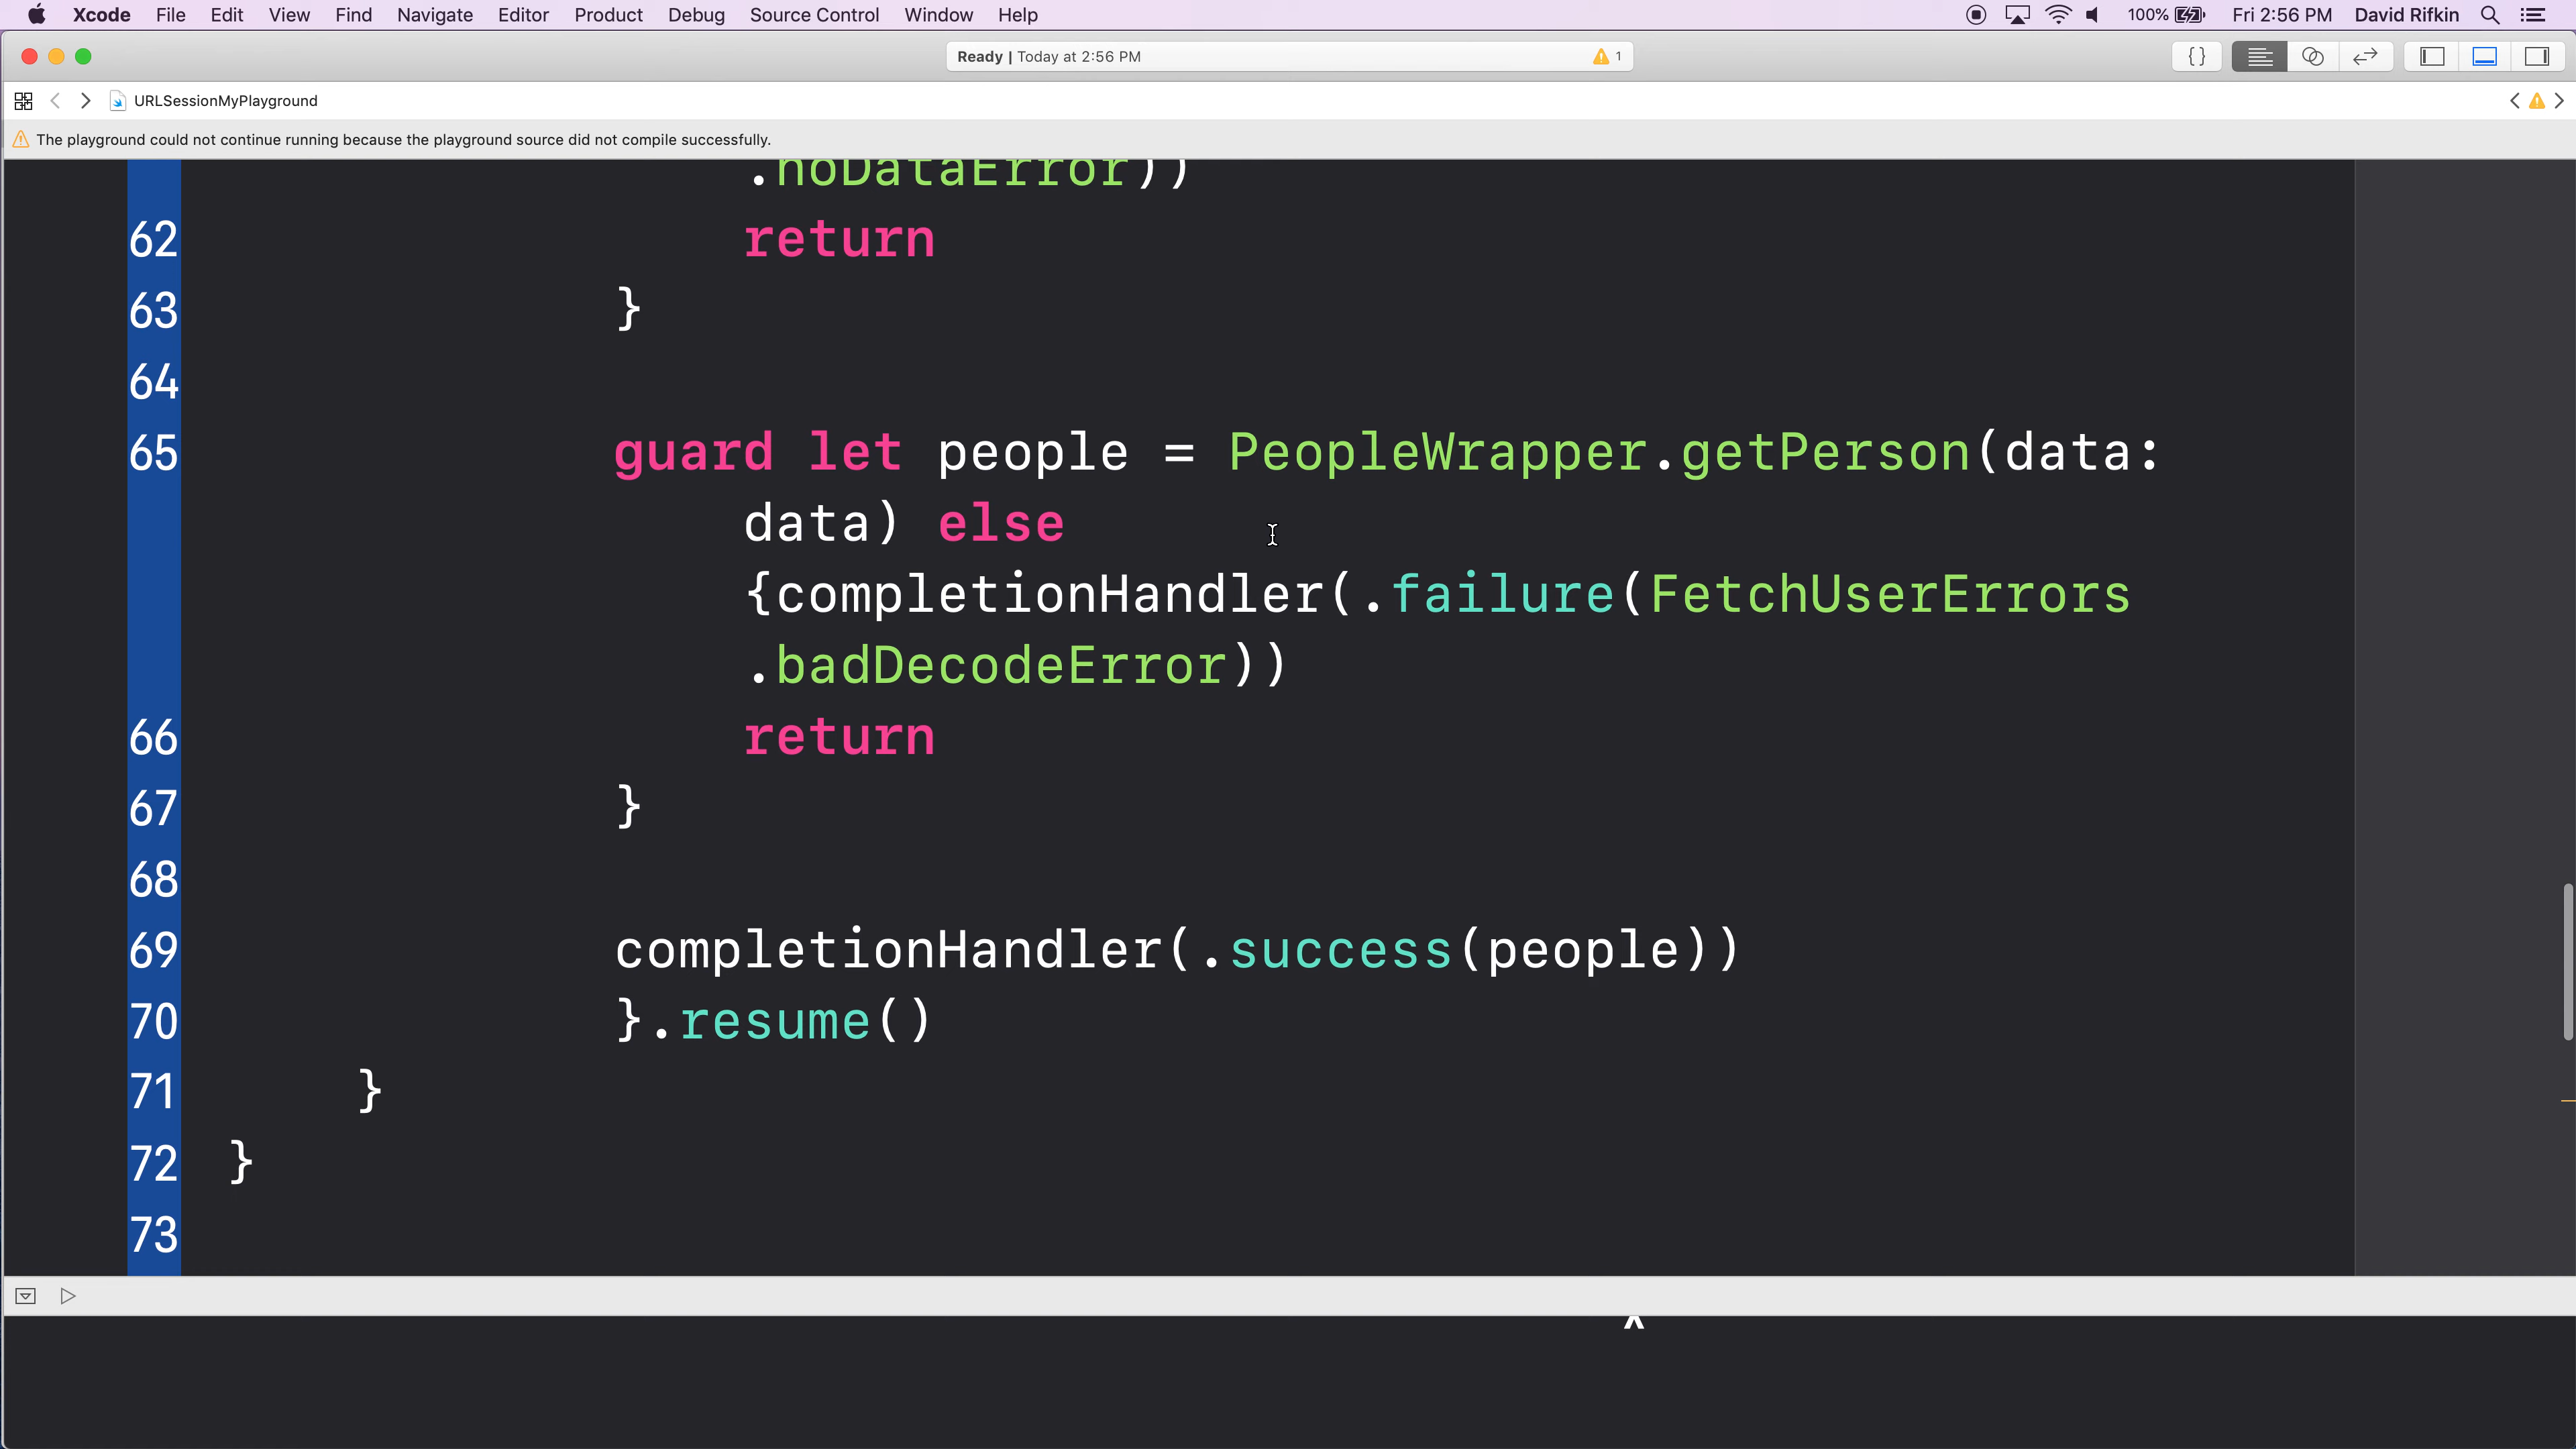 Xcode File Edit View Find Navigate Editor Product Debug Source Control Window Help 100% Fri 2:56 PM David Rifkin
Ready | Today at 2:56 PM 1
URLSessionMyPlayground
The playground could not continue running because the playground source did not compile successfully.
.noDataError))
62 return
63 }
64
65 guard let people = PeopleWrapper.getPerson(data:
data) else
{completionHandler(.failure(FetchUserErrors
.badDecodeError))
66 return
67 }
68
69 completionHandler(.success(people))
70 }.resume()
71 }
72 }
73
^